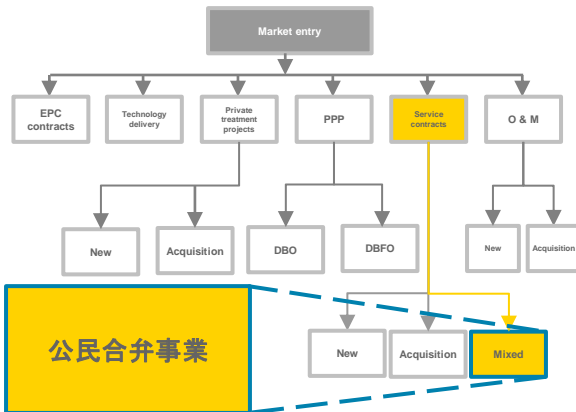 Market entry
EPC
contracts
Technology
delivery
Private
treatment
projects
PPP
Service
contracts
O & M
New
Acquisition
DBO
DBFO
New
Acquisition
公民合弁事業
New
Acquisition
Mixed